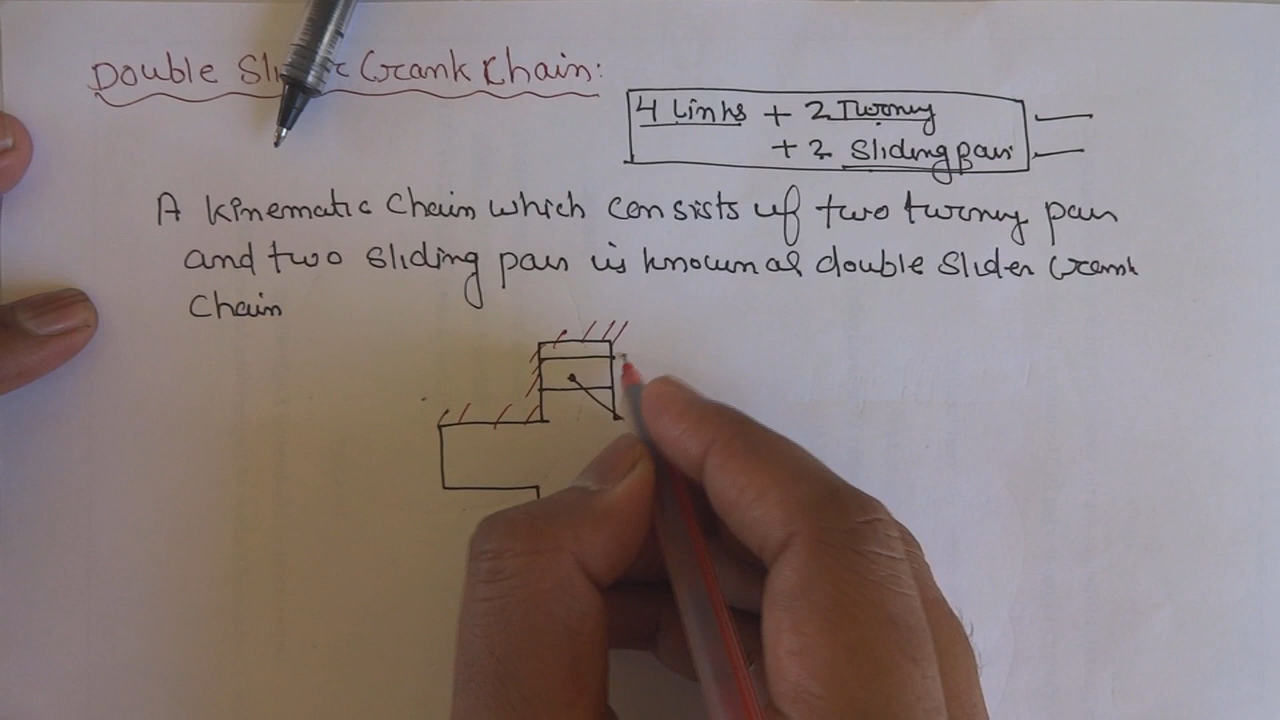 Double Slider Crank Chain:
4 Links + 2 Turning
+ 2 Sliding pair
A kinematic chain which consists of two turning pair
and two sliding pair is known as double slider crank
chain